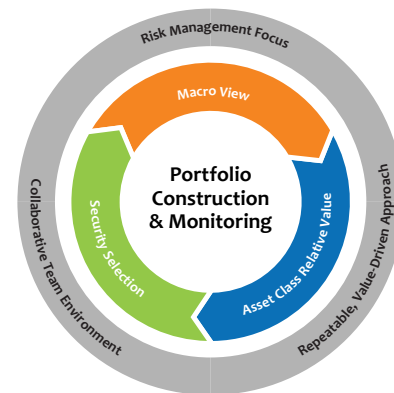 Risk Management Focus
Macro View
Portfolio
Construction
& Monitoring
Asset Class Relative Value
Security Selection
Repeatable, Value-Driven Approach
Collaborative Team Environment